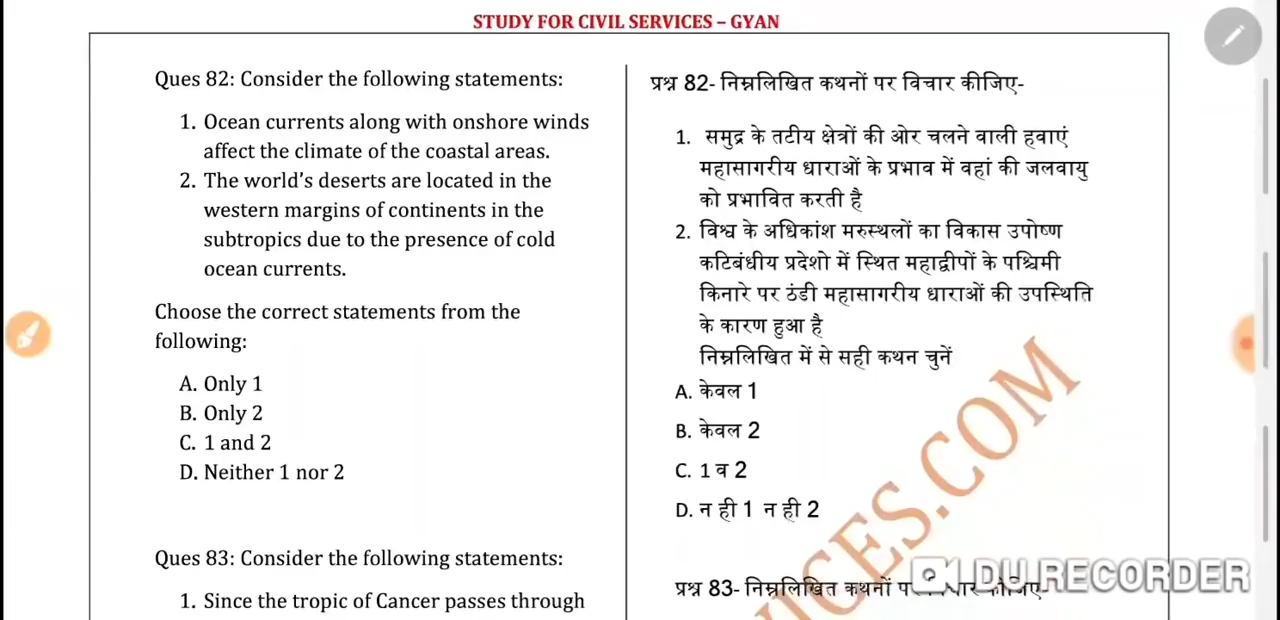 STUDY FOR CIVIL SERVICES – GYAN
Ques 82: Consider the following statements:
1. Ocean currents along with onshore winds
affect the climate of the coastal areas.
2. The world's deserts are located in the
western margins of continents in the
subtropics due to the presence of cold
ocean currents.
Choose the correct statements from the
following:
A. Only 1
B. Only 2
C. 1 and 2
D. Neither 1 nor 2
Ques 83: Consider the following statements:
1. Since the tropic of Cancer passes through
प्रश्न 82- निम्नलिखित कथनों पर विचार कीजिए-
1. समुद्र के तटीय क्षेत्रों की ओर चलने वाली हवाएं
महासागरीय धाराओं के प्रभाव में वहां की जलवायु
को प्रभावित करती है
2. विश्व के अधिकांश मरुस्थलों का विकास उपोष्ण
कटिबंधीय प्रदेशो में स्थित महाद्वीपों के पश्चिमी
किनारे पर ठंडी महासागरीय धाराओं की उपस्थिति
के कारण हुआ है
निम्नलिखित में से सही कथन चुनें
A. केवल 1
B. केवल 2
C. 1 व 2
D. न ही 1 न ही 2
प्रश्न 83- निम्नलिखित कथनों
VICES.COM
DU RECORDER